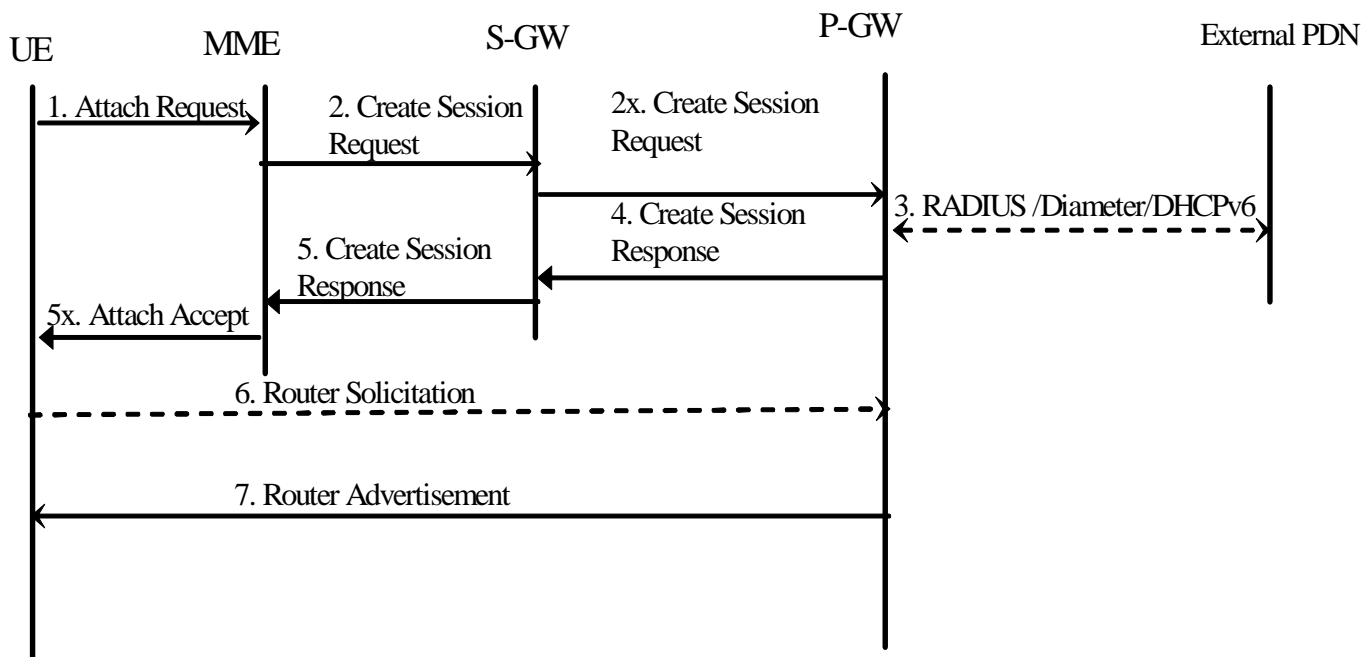 UE
MME
S-GW
P-GW
External PDN
1. Attach Request
2. Create Session
Request
2x. Create Session
Request
3. RADIUS /Diameter/DHCPv6
4. Create Session
Response
5. Create Session
Response
5x. Attach Accept
6. Router Solicitation
7. Router Advertisement